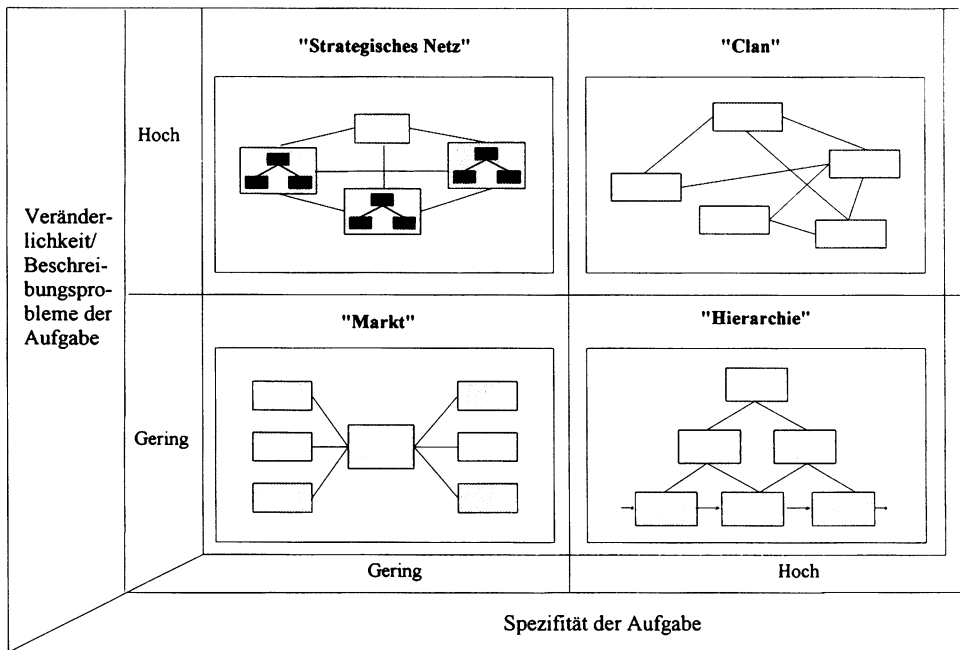 "Strategisches Netz"
"Clan"
Hoch
Veränder-
lichkeit/
Beschrei-
bungspro-
bleme der
Aufgabe
"Markt"
"Hierarchie"
Gering
Gering
Hoch
Spezifität der Aufgabe